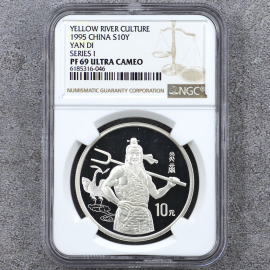 YELLOW RIVER CULTURE
1995 CHINA S10Y
YAN DI
SERIES I
PF 69 ULTRA CAMEO
6185316-046
NUMISMATIC GUARANTY CORPORATION
NGC
炎帝
10元